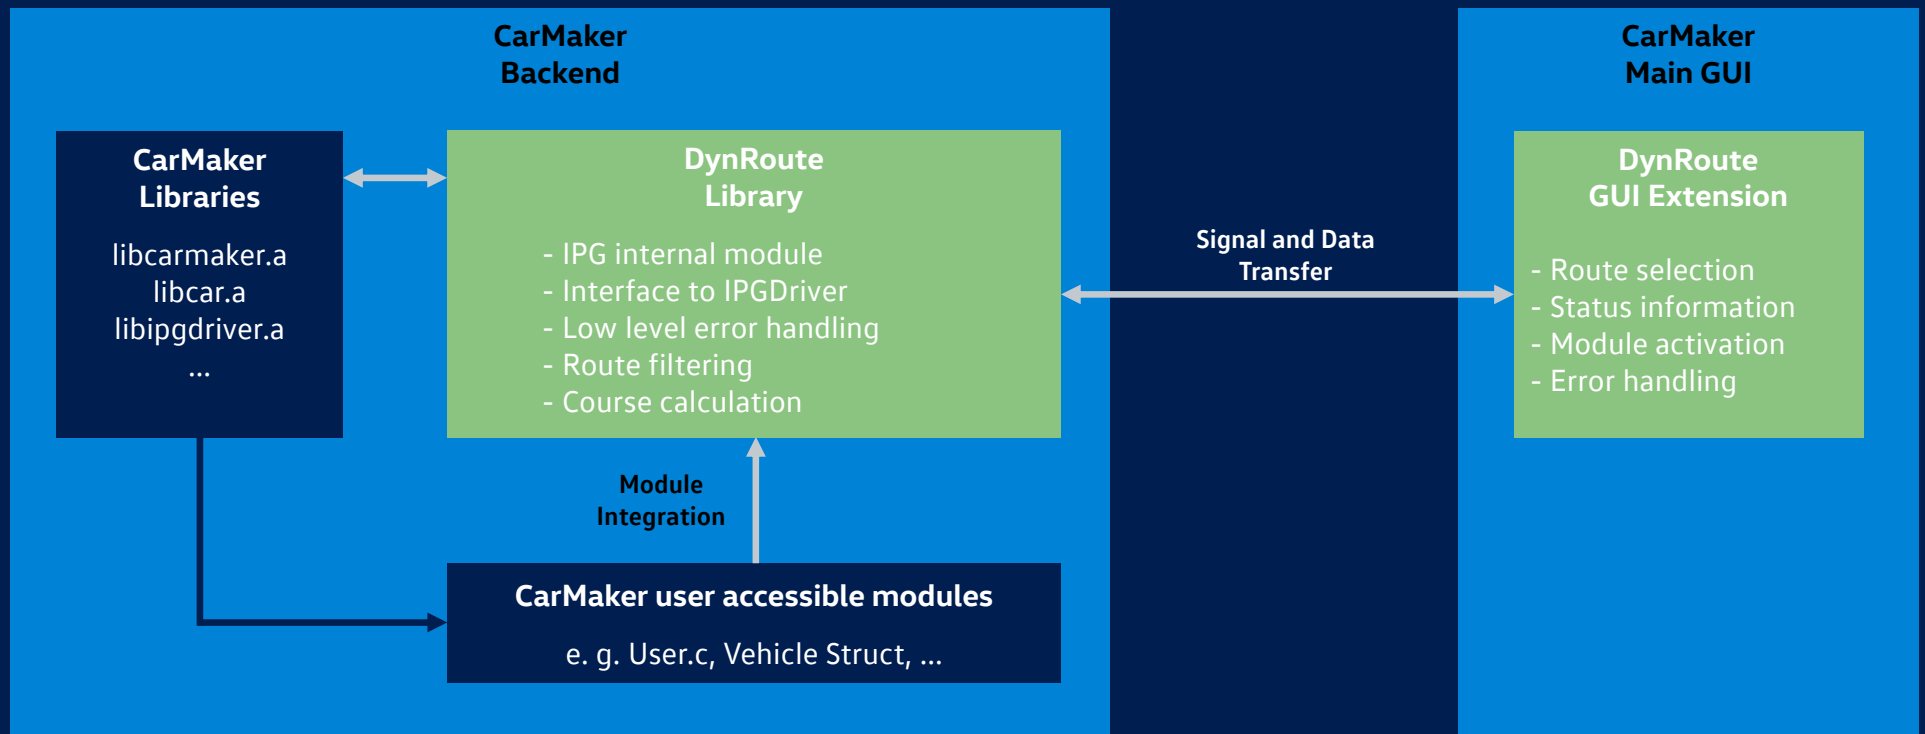 CarMaker
Backend
CarMaker
Libraries
libcarmaker.a
libcar.a
libipgdriver.a
...
DynRoute
Library
- IPG internal module
- Interface to IPGDriver
- Low level error handling
- Route filtering
- Course calculation
Module
Integration
CarMaker user accessible modules
e. g. User.c, Vehicle Struct, ...
Signal and Data
Transfer
CarMaker
Main GUI
DynRoute
GUI Extension
- Route selection
- Status information
- Module activation
- Error handling